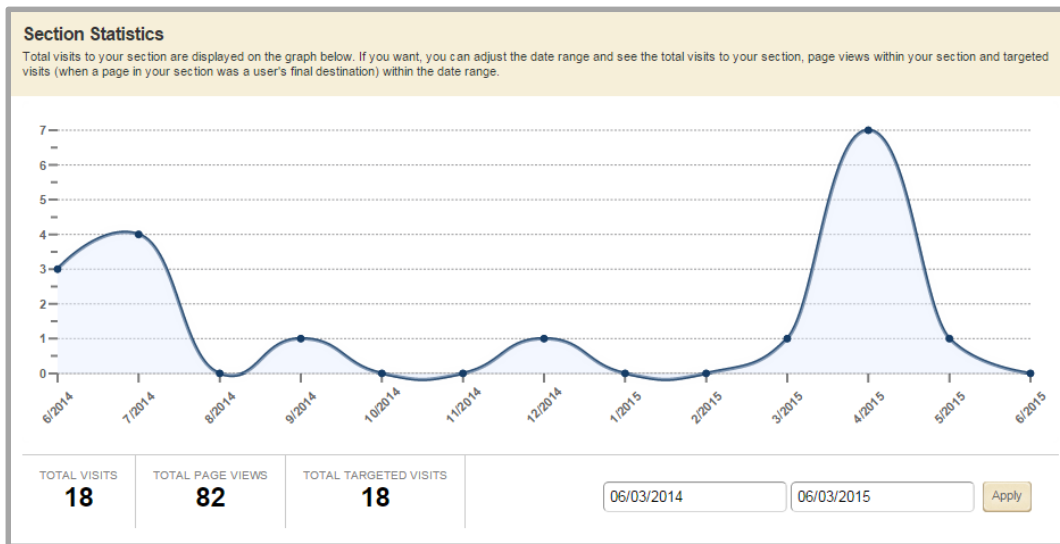 Section Statistics
Total visits to your section are displayed on the graph below. If you want, you can adjust the date range and see the total visits to your section, page views within your section and targeted
visits (when a page in your section was a user's final destination) within the date range.
7
6
5
4
3
2
1
0
6/2014 7/2014 8/2014 9/2014 10/2014 11/2014 12/2014 1/2015 2/2015 3/2015 4/2015 5/2015 6/2015
TOTAL VISITS TOTAL PAGE VIEWS TOTAL TARGETED VISITS
18 82 18
06/03/2014 06/03/2015 Apply